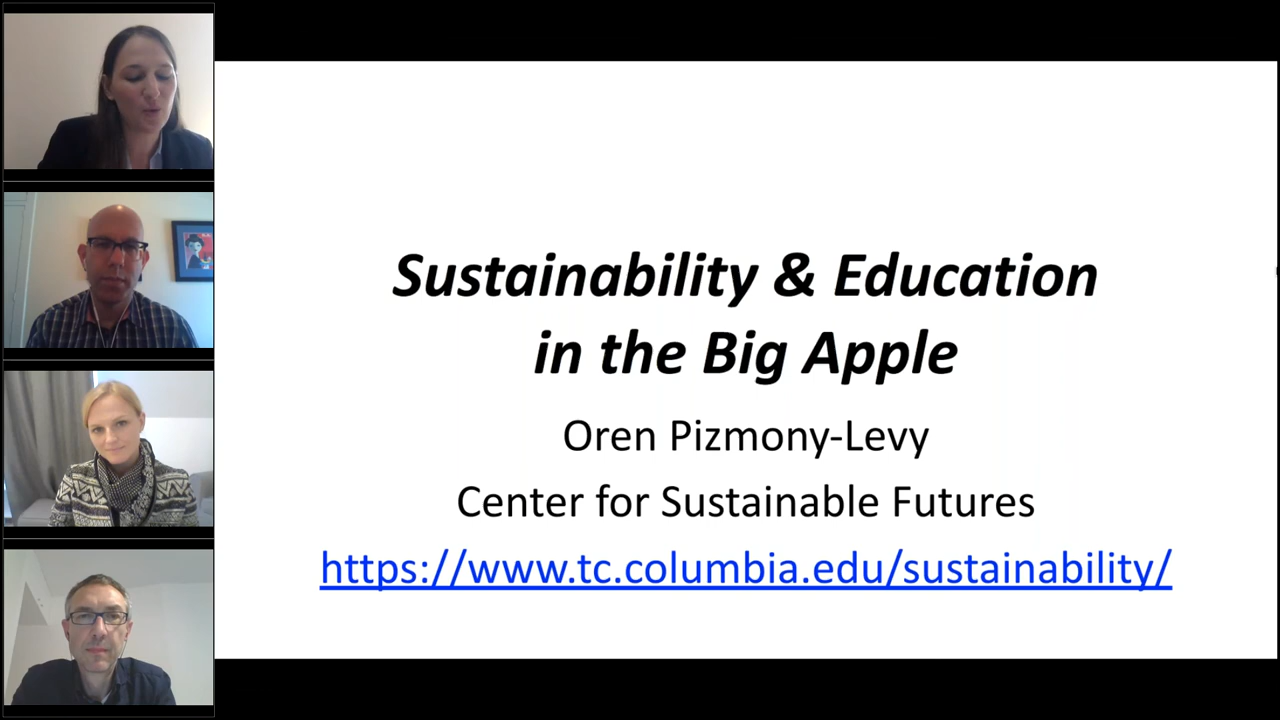 Sustainability & Education
in the Big Apple
Oren Pizmony-Levy
Center for Sustainable Futures
https://www.tc.columbia.edu/sustainability/